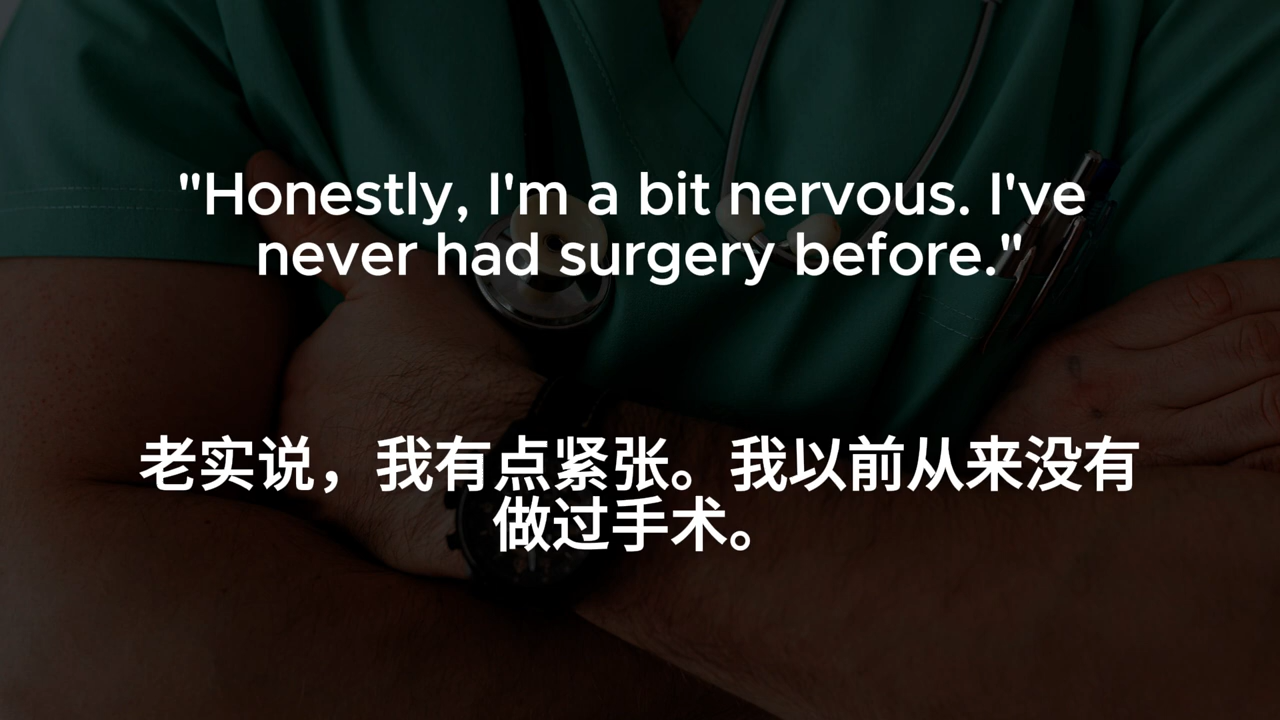 "Honestly, I'm a bit nervous. I've
never had surgery before."
老实说，我有点紧张。我以前从来没有
做过手术。